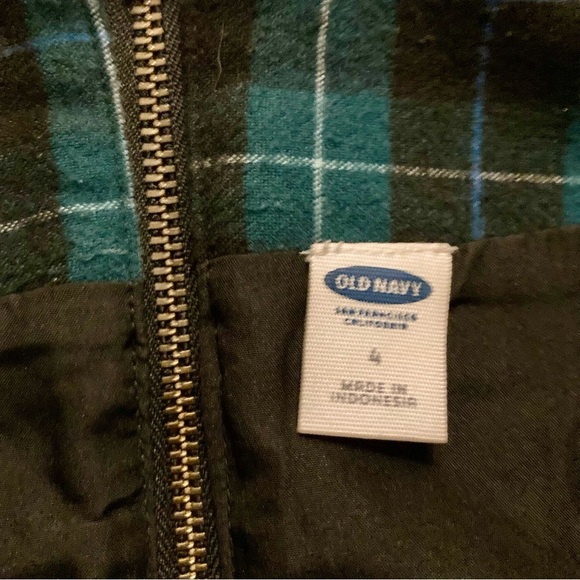 OLD NAVY
SAN FRANCISCO
CALIFORNIA
4
MADE IN
INDONESIA